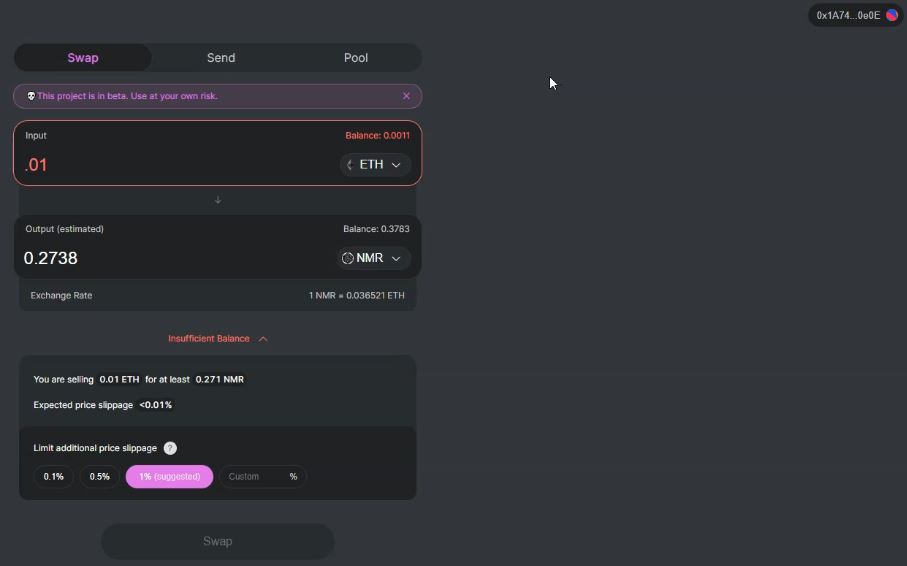 0x1A74...0e0E
Swap Send Pool
This project is in beta. Use at your own risk.
Input Balance: 0.0011
.01 ETH
Output (estimated) Balance: 0.3783
0.2738 NMR
Exchange Rate 1 NMR = 0.036521 ETH
Insufficient Balance
You are selling 0.01 ETH for at least 0.271 NMR
Expected price slippage <0.01%
Limit additional price slippage ?
0.1% 0.5% 1% (suggested) Custom %
Swap